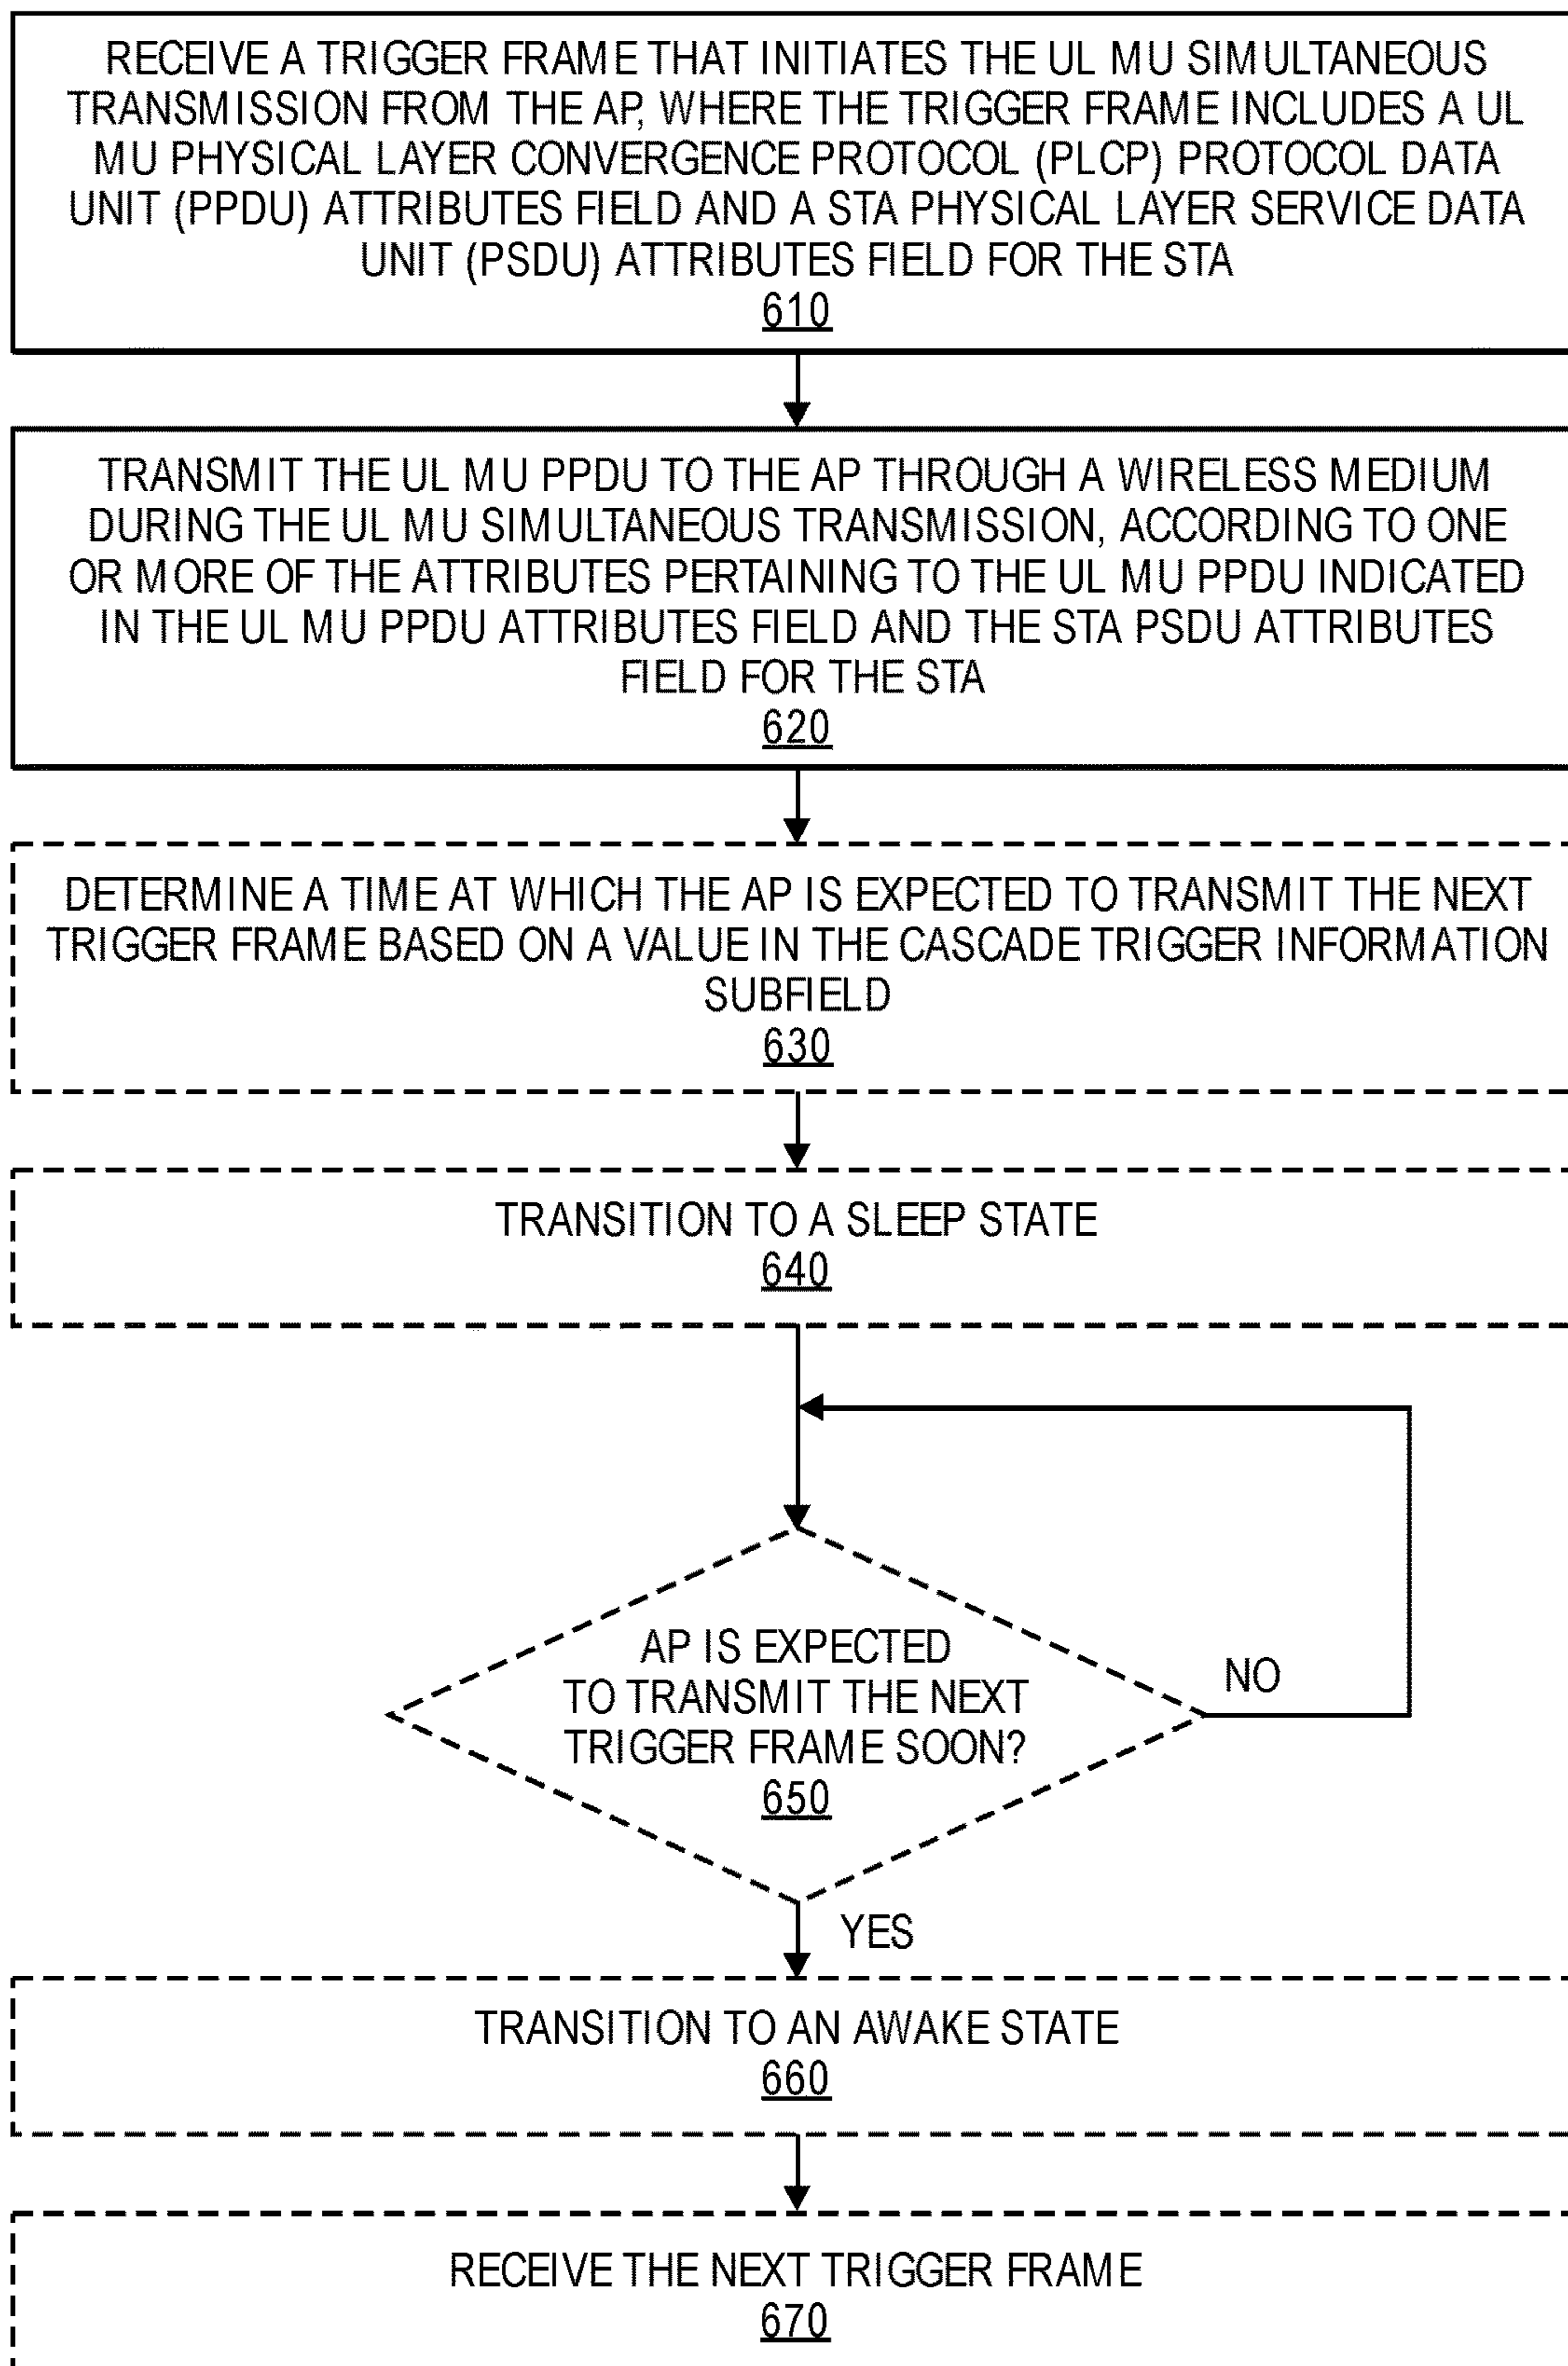 RECEIVE A TRIGGER FRAME THAT INITIATES THE UL MU SIMULTANEOUS
TRANSMISSION FROM THE AP, WHERE THE TRIGGER FRAME INCLUDES A UL
MU PHYSICAL LAYER CONVERGENCE PROTOCOL (PLCP) PROTOCOL DATA
UNIT (PPDU) ATTRIBUTES FIELD AND A STA PHYSICAL LAYER SERVICE DATA
UNIT (PSDU) ATTRIBUTES FIELD FOR THE STA
610
TRANSMIT THE UL MU PPDU TO THE AP THROUGH A WIRELESS MEDIUM
DURING THE UL MU SIMULTANEOUS TRANSMISSION, ACCORDING TO ONE
OR MORE OF THE ATTRIBUTES PERTAINING TO THE UL MU PPDU INDICATED
IN THE UL MU PPDU ATTRIBUTES FIELD AND THE STA PSDU ATTRIBUTES
FIELD FOR THE STA
620
DETERMINE A TIME AT WHICH THE AP IS EXPECTED TO TRANSMIT THE NEXT
TRIGGER FRAME BASED ON A VALUE IN THE CASCADE TRIGGER INFORMATION
SUBFIELD
630
TRANSITION TO A SLEEP STATE
640
AP IS EXPECTED
TO TRANSMIT THE NEXT
TRIGGER FRAME SOON?
650
NO
YES
TRANSITION TO AN AWAKE STATE
660
RECEIVE THE NEXT TRIGGER FRAME
670